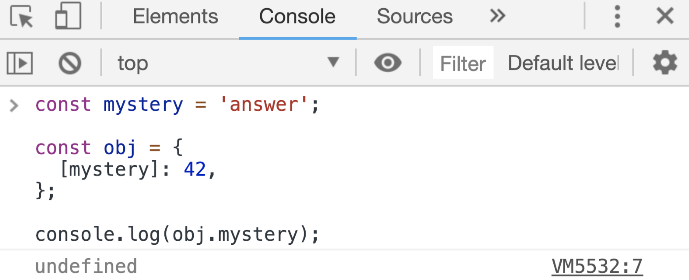 Elements Console Sources »
top Filter Default level
> const mystery = 'answer';
const obj = {
[mystery]: 42,
};
console.log(obj.mystery);
undefined VM5532:7